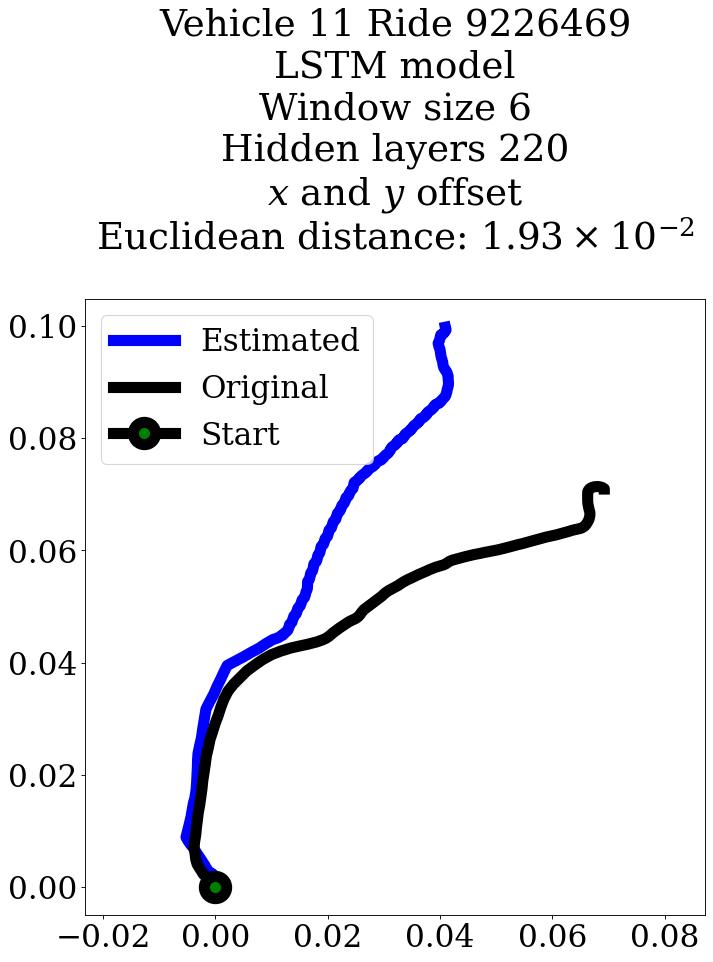 Vehicle 11 Ride 9226469
LSTM model
Window size 6
Hidden layers 220
x and y offset
Euclidean distance: 1.93 × 10⁻²
Estimated
Original
Start
0.10
0.08
0.06
0.04
0.02
0.00
−0.02 0.00 0.02 0.04 0.06 0.08